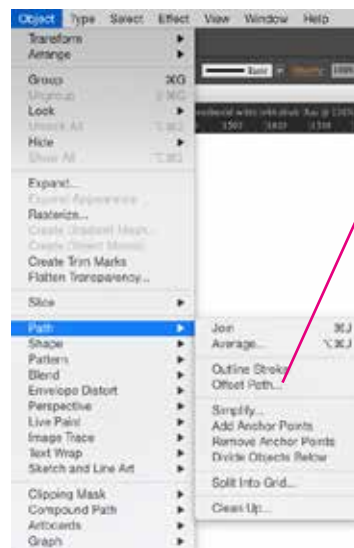 Object Type Select Effect View Window Help
Transform
Arrange
Group ⌘G
Ungroup
Lock
Unlock All
Hide
Show All
Expand...
Expand Appearance
Rasterize...
Create Gradient Mesh...
Create Object Mosaic
Create Trim Marks
Flatten Transparency...
Slice
Path
Shape
Pattern
Blend
Envelope Distort
Perspective
Live Paint
Image Trace
Text Wrap
Sketch and Line Art
Clipping Mask
Compound Path
Artboards
Graph
Basic
Join ⌘J
Average... ⌥⌘J
Outline Stroke
Offset Path...
Simplify...
Add Anchor Points
Remove Anchor Points
Divide Objects Below
Split Into Grid...
Clean Up...